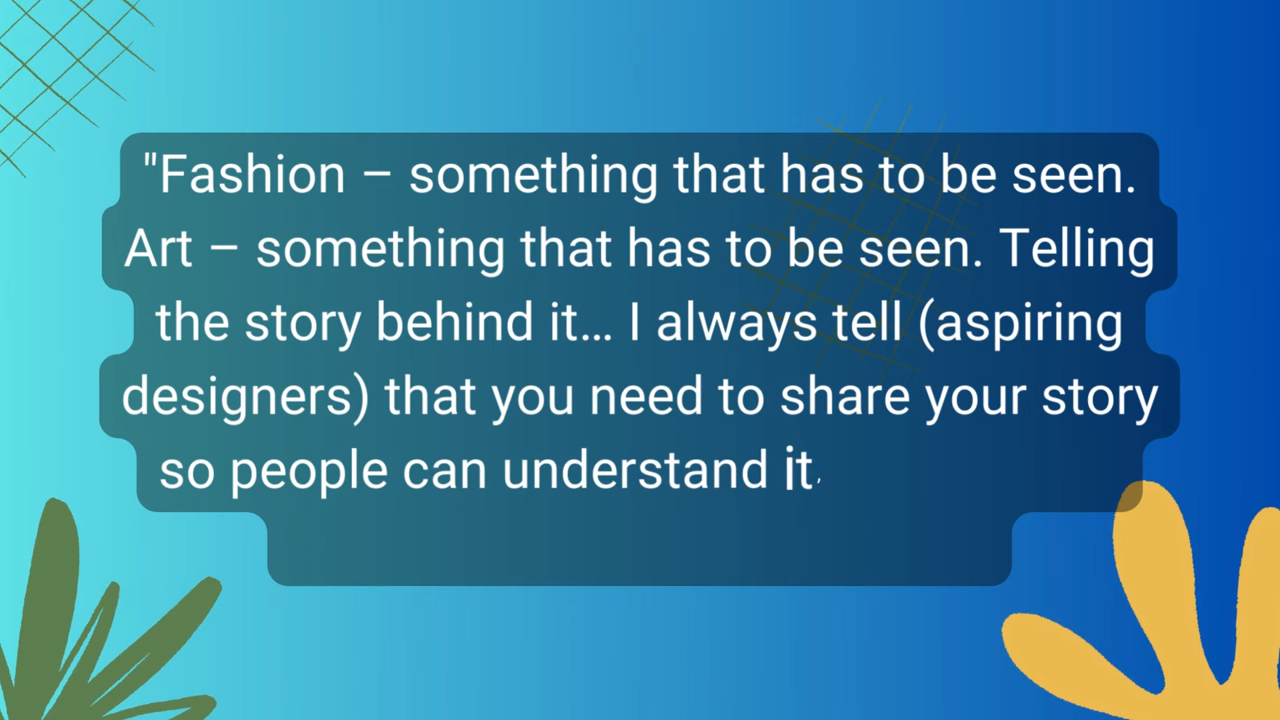 "Fashion – something that has to be seen.
Art – something that has to be seen. Telling
the story behind it... I always tell (aspiring
designers) that you need to share your story
so people can understand it,